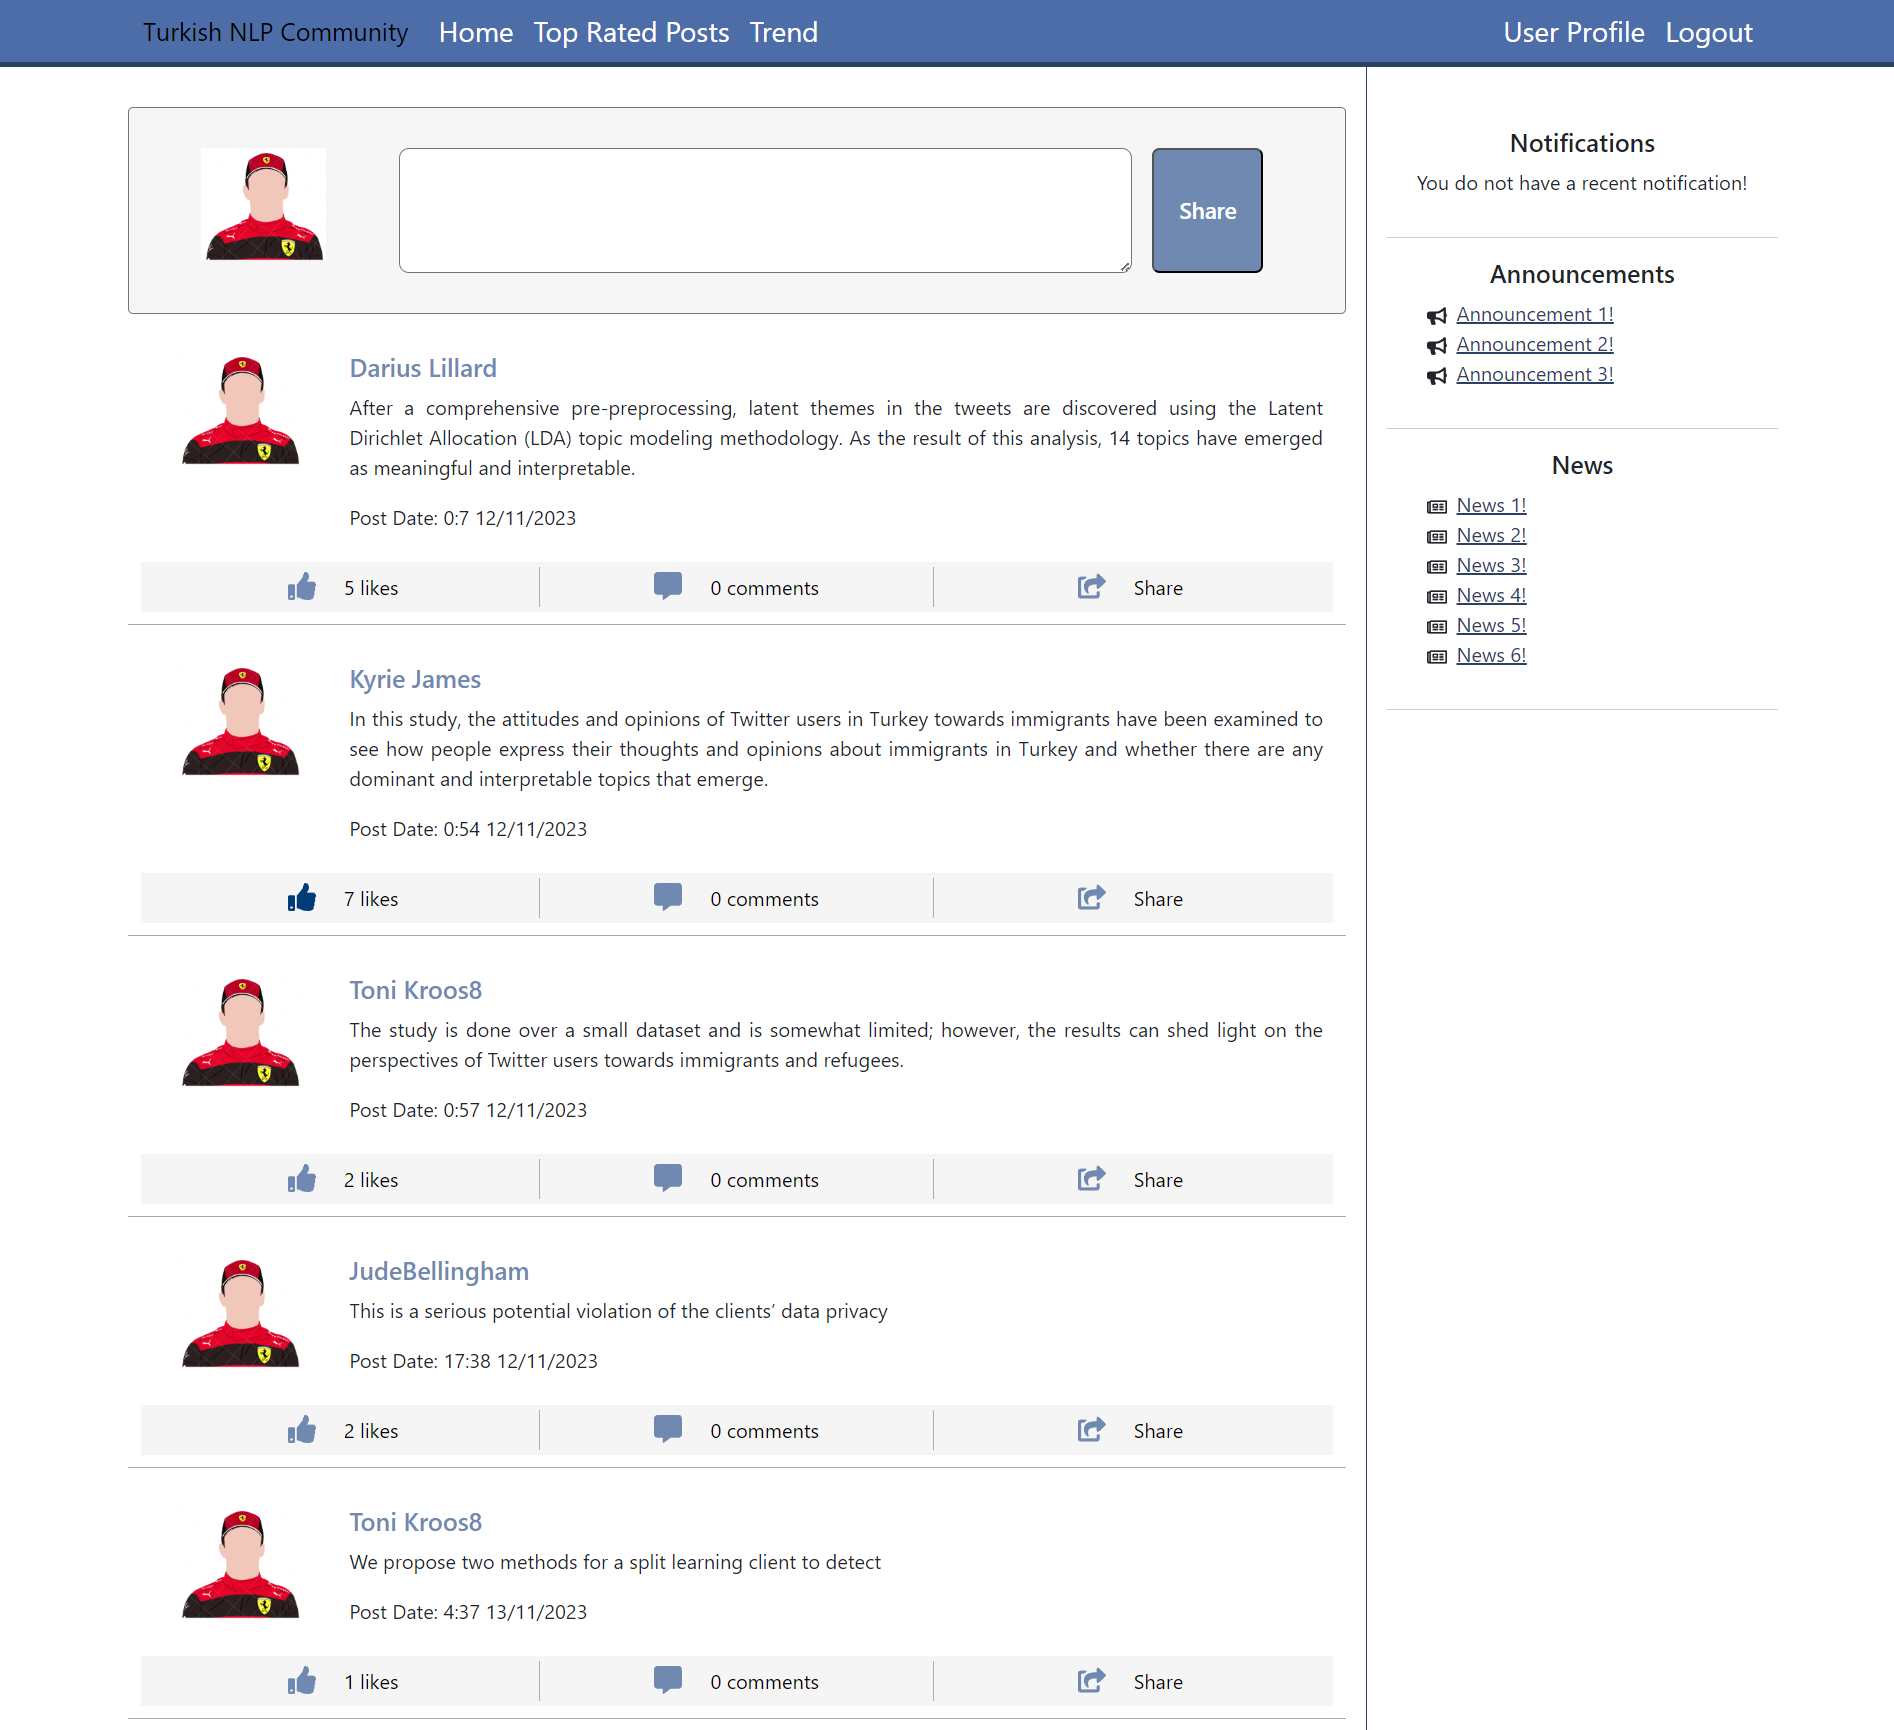 Turkish NLP Community Home Top Rated Posts Trend User Profile Logout
Share
Darius Lillard
After a comprehensive pre-preprocessing, latent themes in the tweets are discovered using the Latent
Dirichlet Allocation (LDA) topic modeling methodology. As the result of this analysis, 14 topics have emerged
as meaningful and interpretable.
Post Date: 0:7 12/11/2023
5 likes 0 comments Share
Kyrie James
In this study, the attitudes and opinions of Twitter users in Turkey towards immigrants have been examined to
see how people express their thoughts and opinions about immigrants in Turkey and whether there are any
dominant and interpretable topics that emerge.
Post Date: 0:54 12/11/2023
7 likes 0 comments Share
Toni Kroos8
The study is done over a small dataset and is somewhat limited; however, the results can shed light on the
perspectives of Twitter users towards immigrants and refugees.
Post Date: 0:57 12/11/2023
2 likes 0 comments Share
JudeBellingham
This is a serious potential violation of the clients’ data privacy
Post Date: 17:38 12/11/2023
2 likes 0 comments Share
Toni Kroos8
We propose two methods for a split learning client to detect
Post Date: 4:37 13/11/2023
1 likes 0 comments Share
Notifications
You do not have a recent notification!
Announcements
Announcement 1!
Announcement 2!
Announcement 3!
News
News 1!
News 2!
News 3!
News 4!
News 5!
News 6!